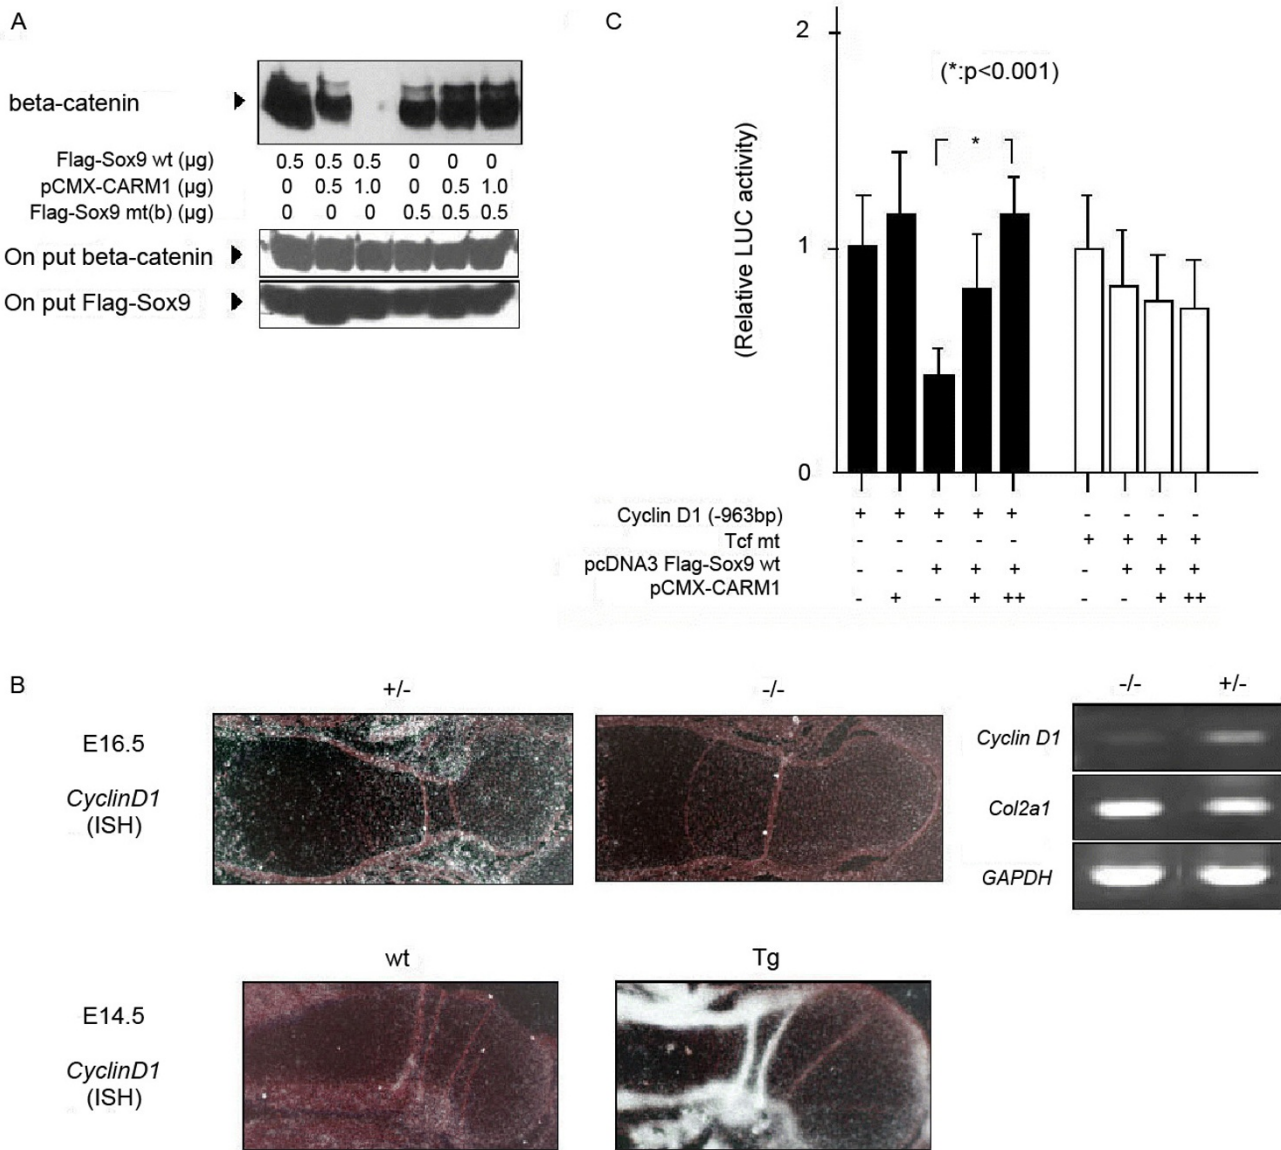 A
beta-catenin
Flag-Sox9 wt (µg) 0.5 0.5 0.5 0 0 0
pCMX-CARM1 (µg) 0 0.5 1.0 0 0.5 1.0
Flag-Sox9 mt(b) (µg) 0 0 0 0.5 0.5 0.5
On put beta-catenin
On put Flag-Sox9
C
2
(*:p<0.001)
*
(Relative LUC activity)
1
0
Cyclin D1 (-963bp) + + + + + - - - -
Tcf mt - - - - - + + + +
pcDNA3 Flag-Sox9 wt - - + + + - + + +
pCMX-CARM1 - + - + ++ - - + ++
B
+/- -/-
E16.5
CyclinD1
(ISH)
-/- +/-
Cyclin D1
Col2a1
GAPDH
wt Tg
E14.5
CyclinD1
(ISH)